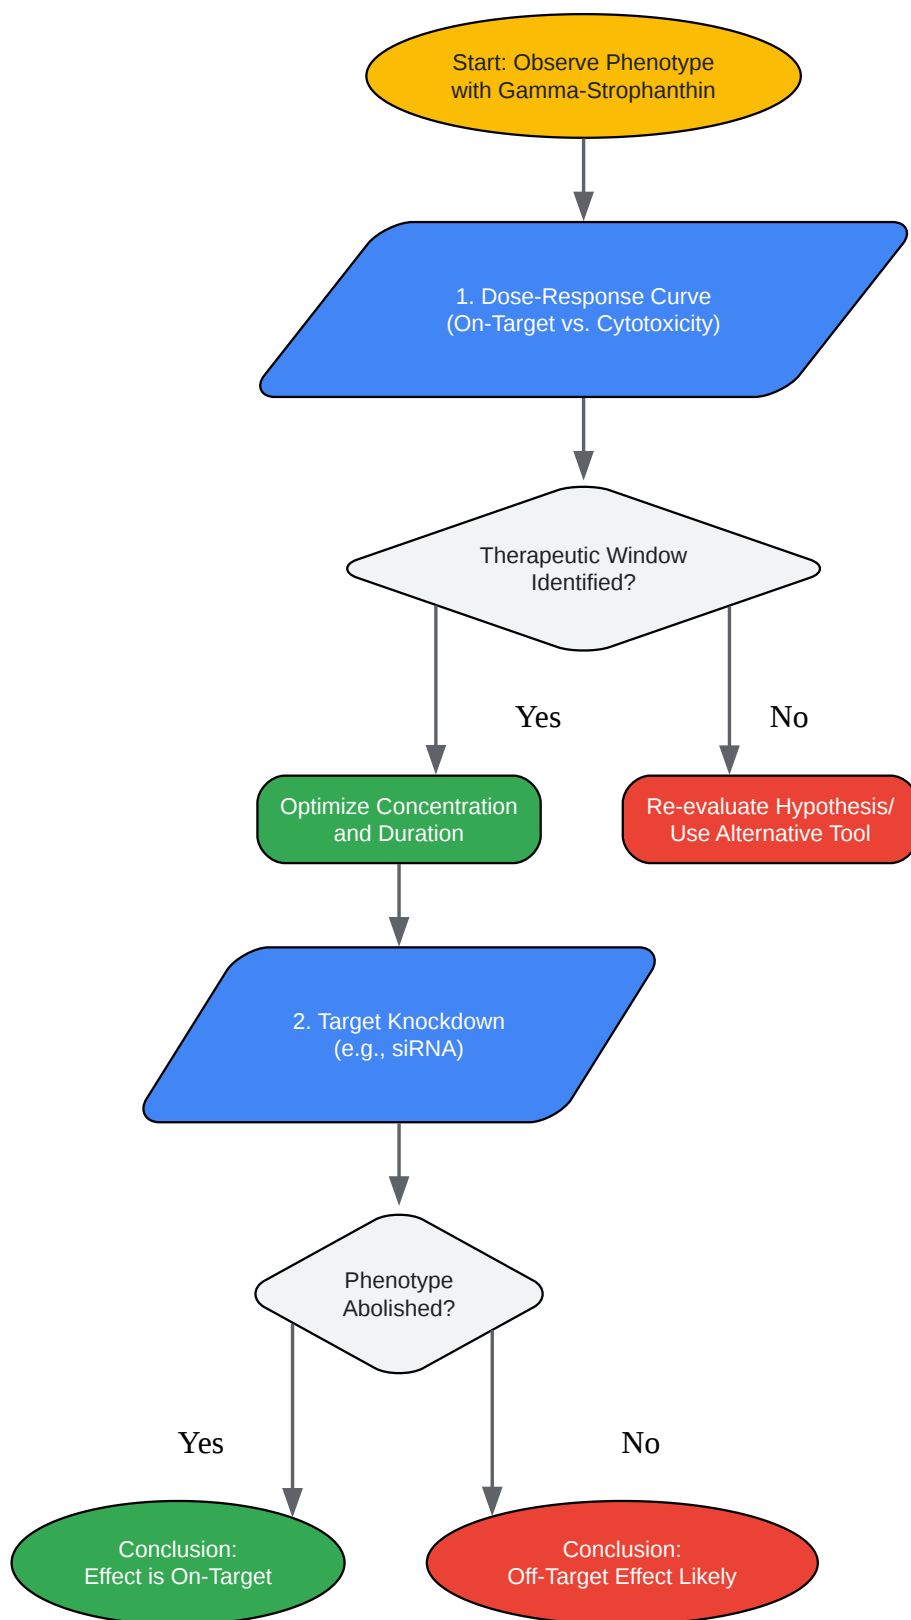 Start: Observe Phenotype
with Gamma-Strophanthin
1. Dose-Response Curve
(On-Target vs. Cytotoxicity)
Therapeutic Window
Identified?
Yes
No
Optimize Concentration
and Duration
Re-evaluate Hypothesis/
Use Alternative Tool
2. Target Knockdown
(e.g., siRNA)
Phenotype
Abolished?
Yes
No
Conclusion:
Effect is On-Target
Conclusion:
Off-Target Effect Likely